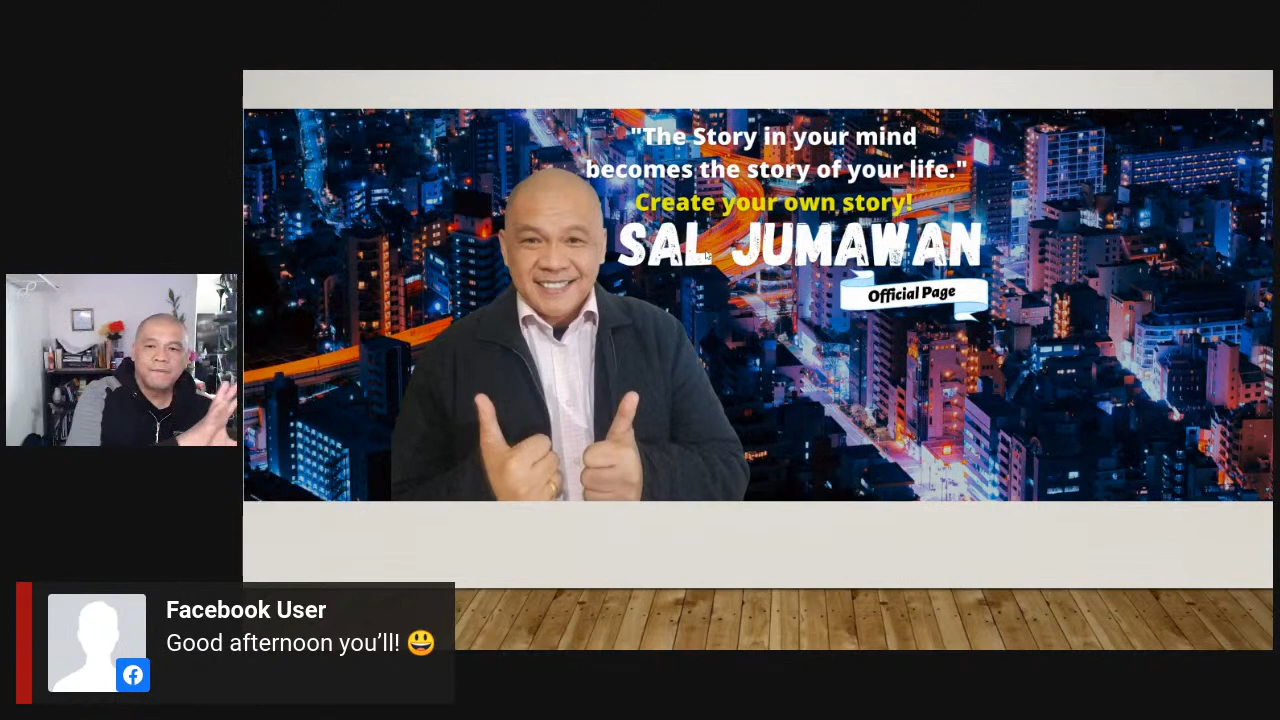 "The Story in your mind
becomes the story of your life."
Create your own story!
SAL JUMAWAN
Official Page
Facebook User
Good afternoon you’ll! 😃